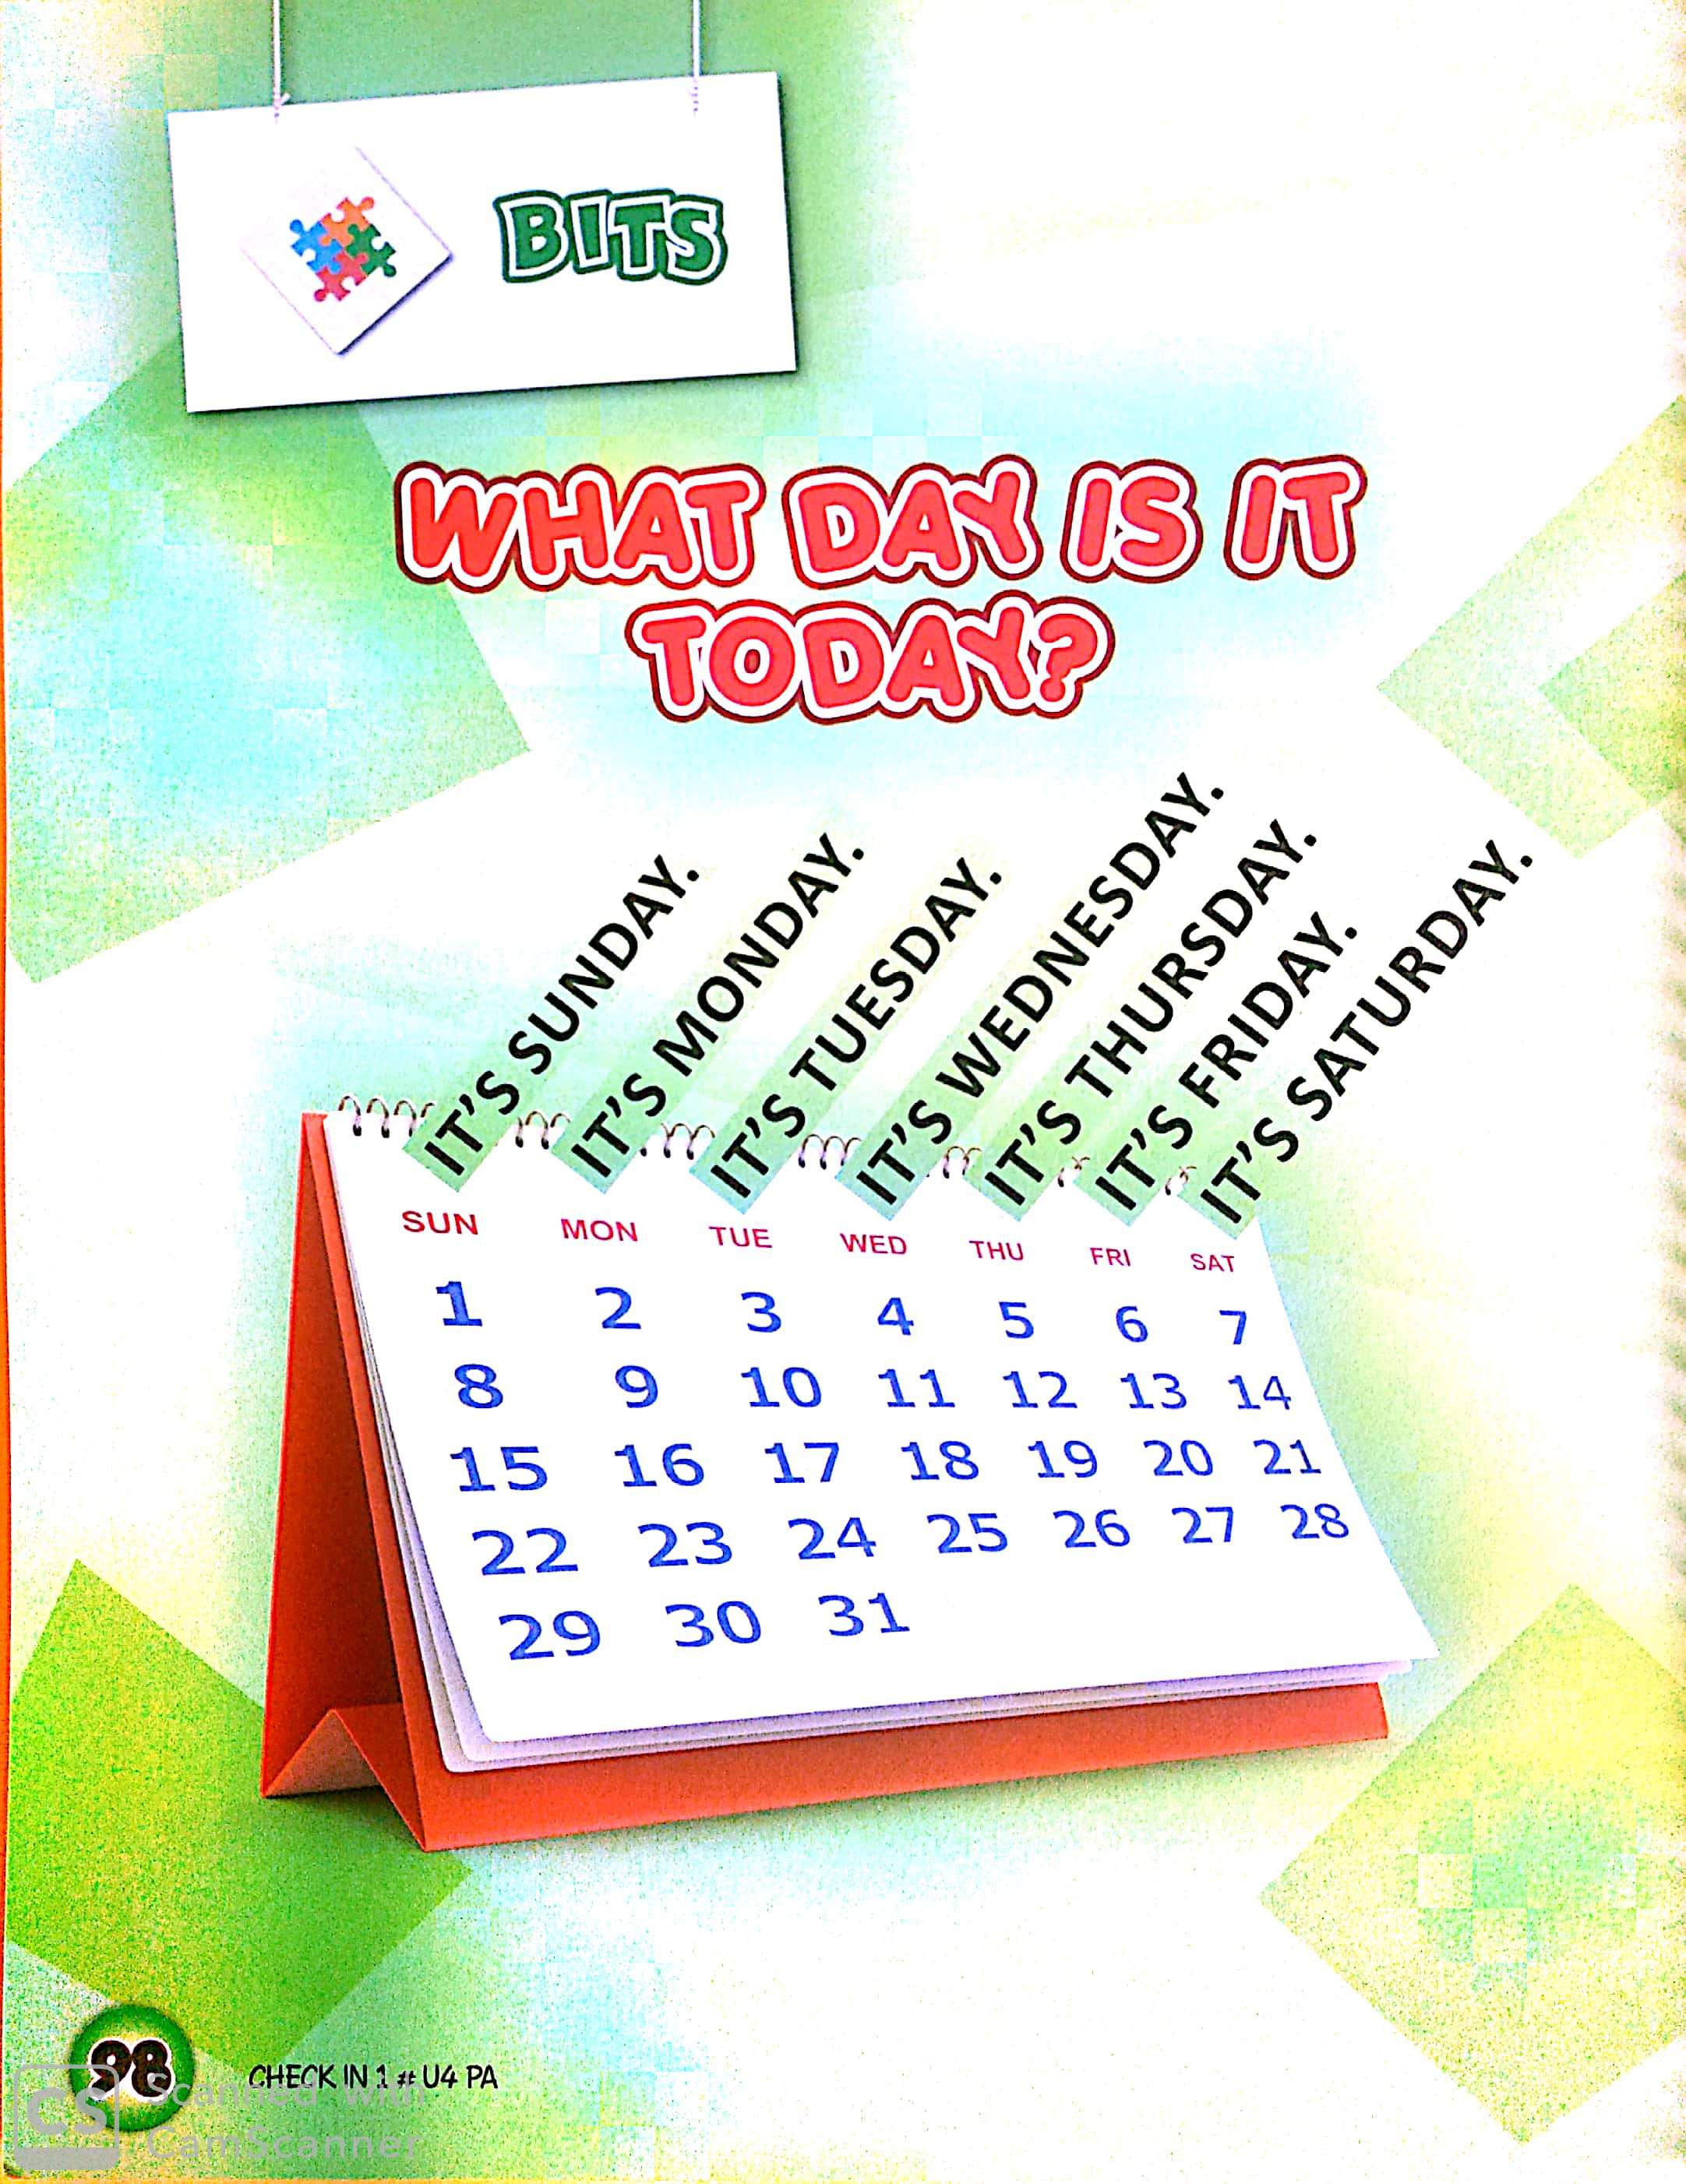 BITS
WHAT DAY IS IT
TODAY?
IT'S SUNDAY.
IT'S MONDAY.
IT'S TUESDAY.
IT'S WEDNESDAY.
IT'S THURSDAY.
IT'S FRIDAY.
IT'S SATURDAY.
SUN MON TUE WED THU FRI SAT
1 2 3 4 5 6 7
8 9 10 11 12 13 14
15 16 17 18 19 20 21
22 23 24 25 26 27 28
29 30 31
98
CHECK IN 1 # U4 PA
CS Scanned with
CamScanner